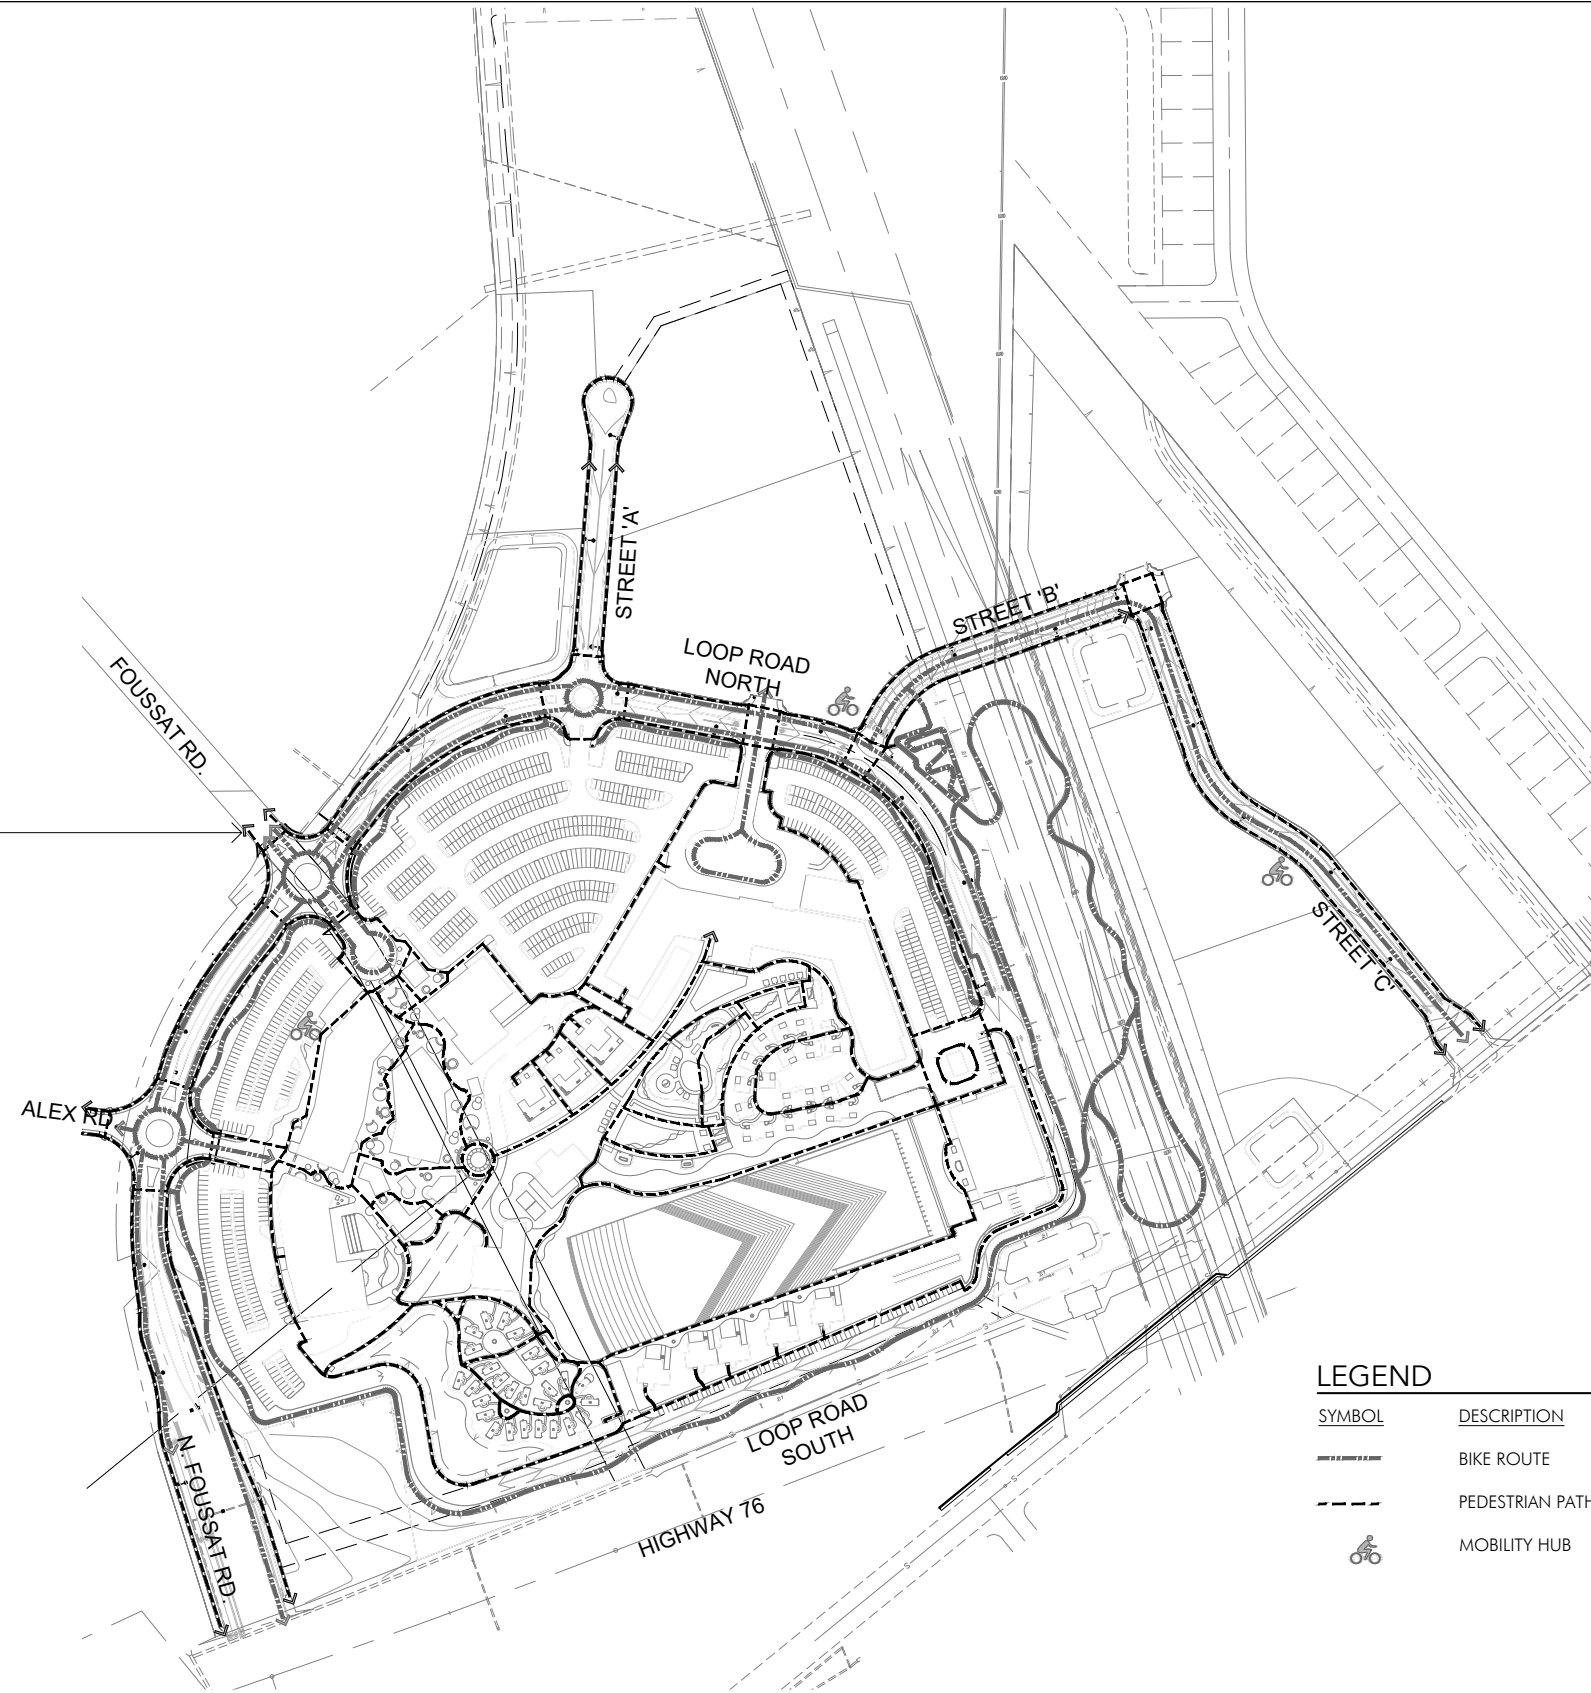 STREET 'A'
STREET 'B'
LOOP ROAD
NORTH
FOUSSAT RD.
STREET 'C'
ALEX RD
N. FOUSSAT RD.
LOOP ROAD
SOUTH
HIGHWAY 76
LEGEND
SYMBOL DESCRIPTION
BIKE ROUTE
PEDESTRIAN PATH
MOBILITY HUB